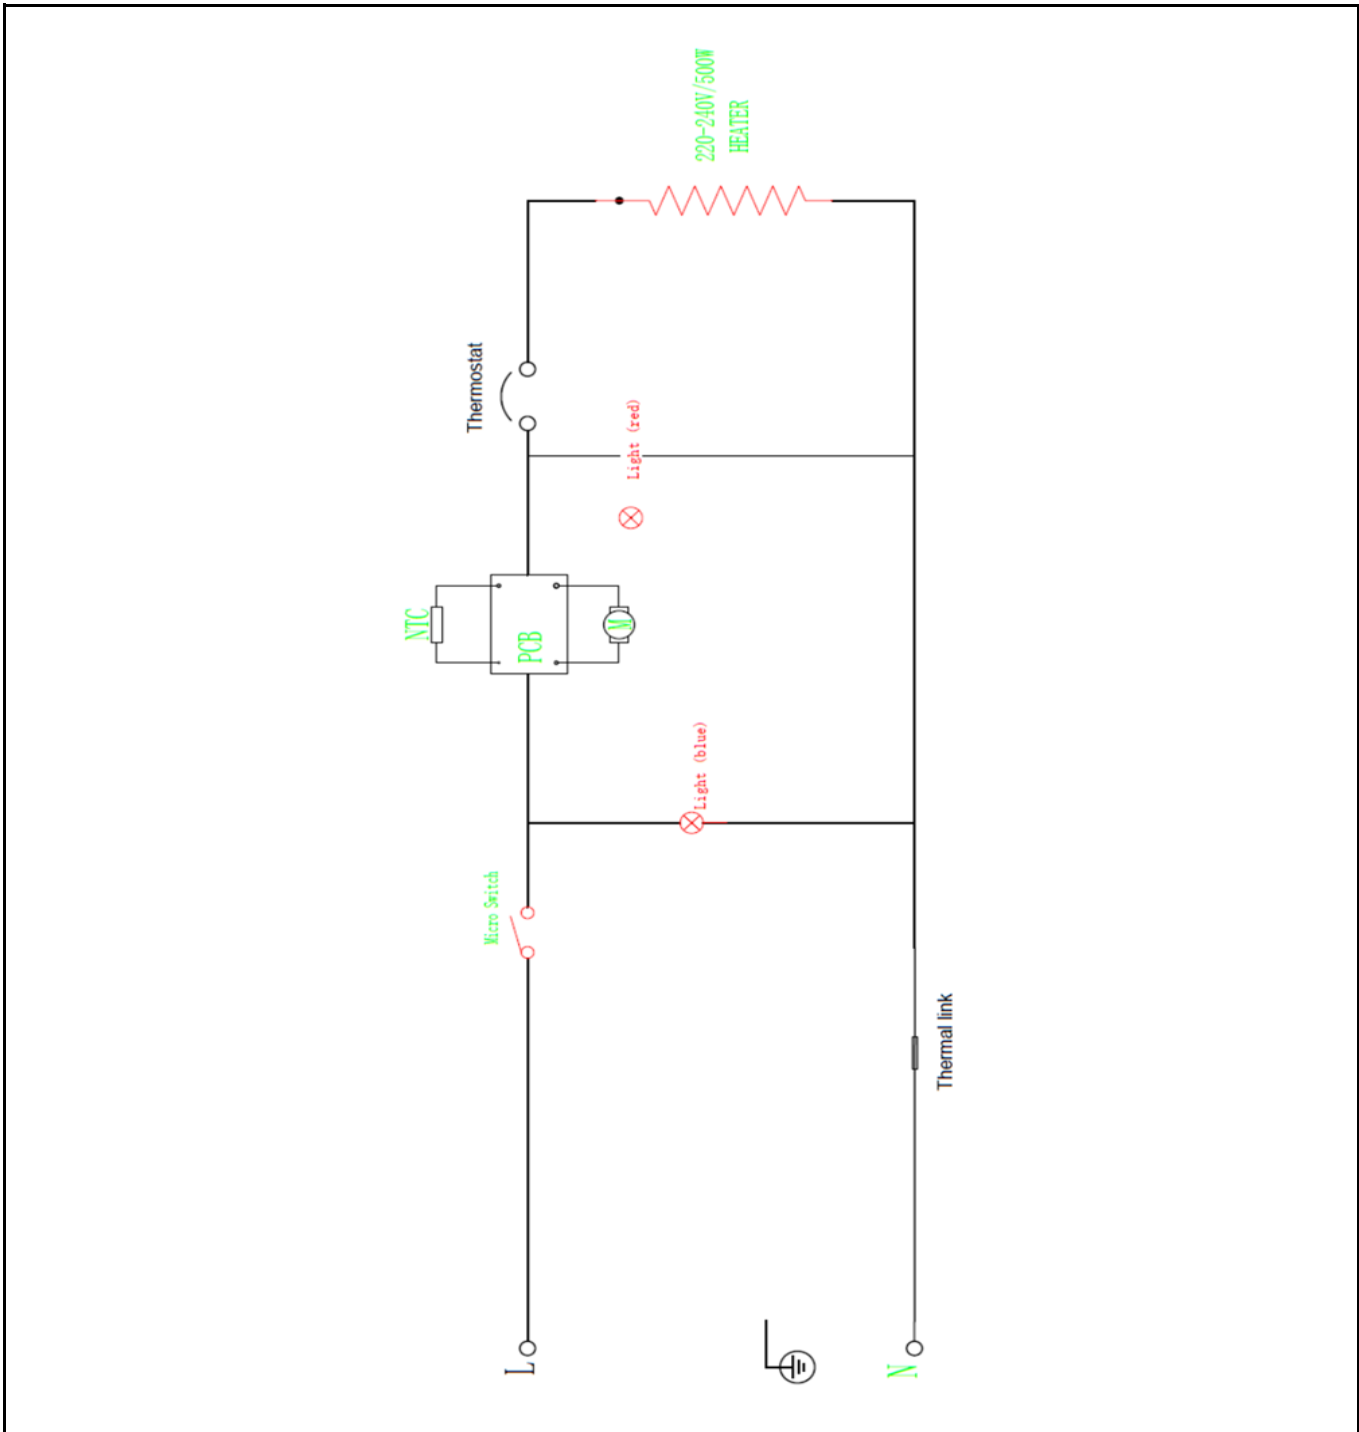 220-240V/500W
HEATER
Thermostat
Light (red)
NTC
PCB
M
Light (blue)
Micro Switch
Thermal link
L
N